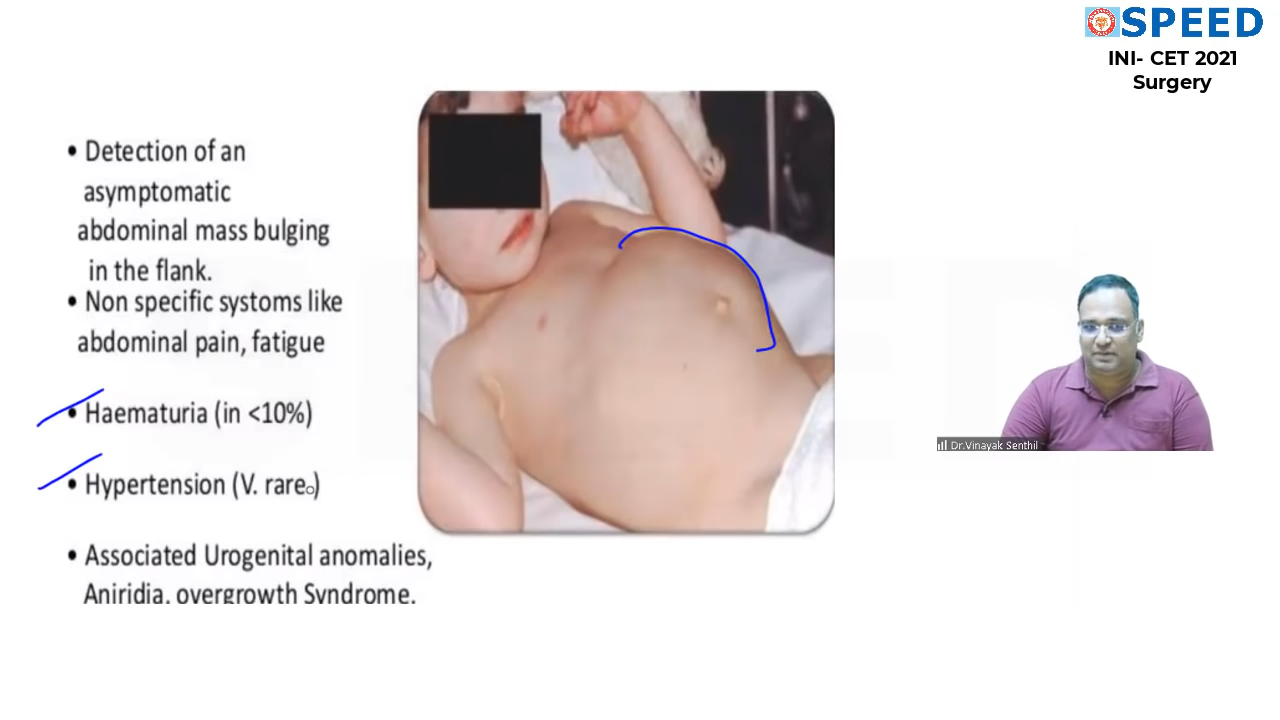 SPEED
INI- CET 2021
Surgery
• Detection of an
asymptomatic
abdominal mass bulging
in the flank.
• Non specific systoms like
abdominal pain, fatigue
• Haematuria (in <10%)
• Hypertension (V. rare)
• Associated Urogenital anomalies,
Aniridia, overgrowth Syndrome.
Dr.Vinayak Senthil